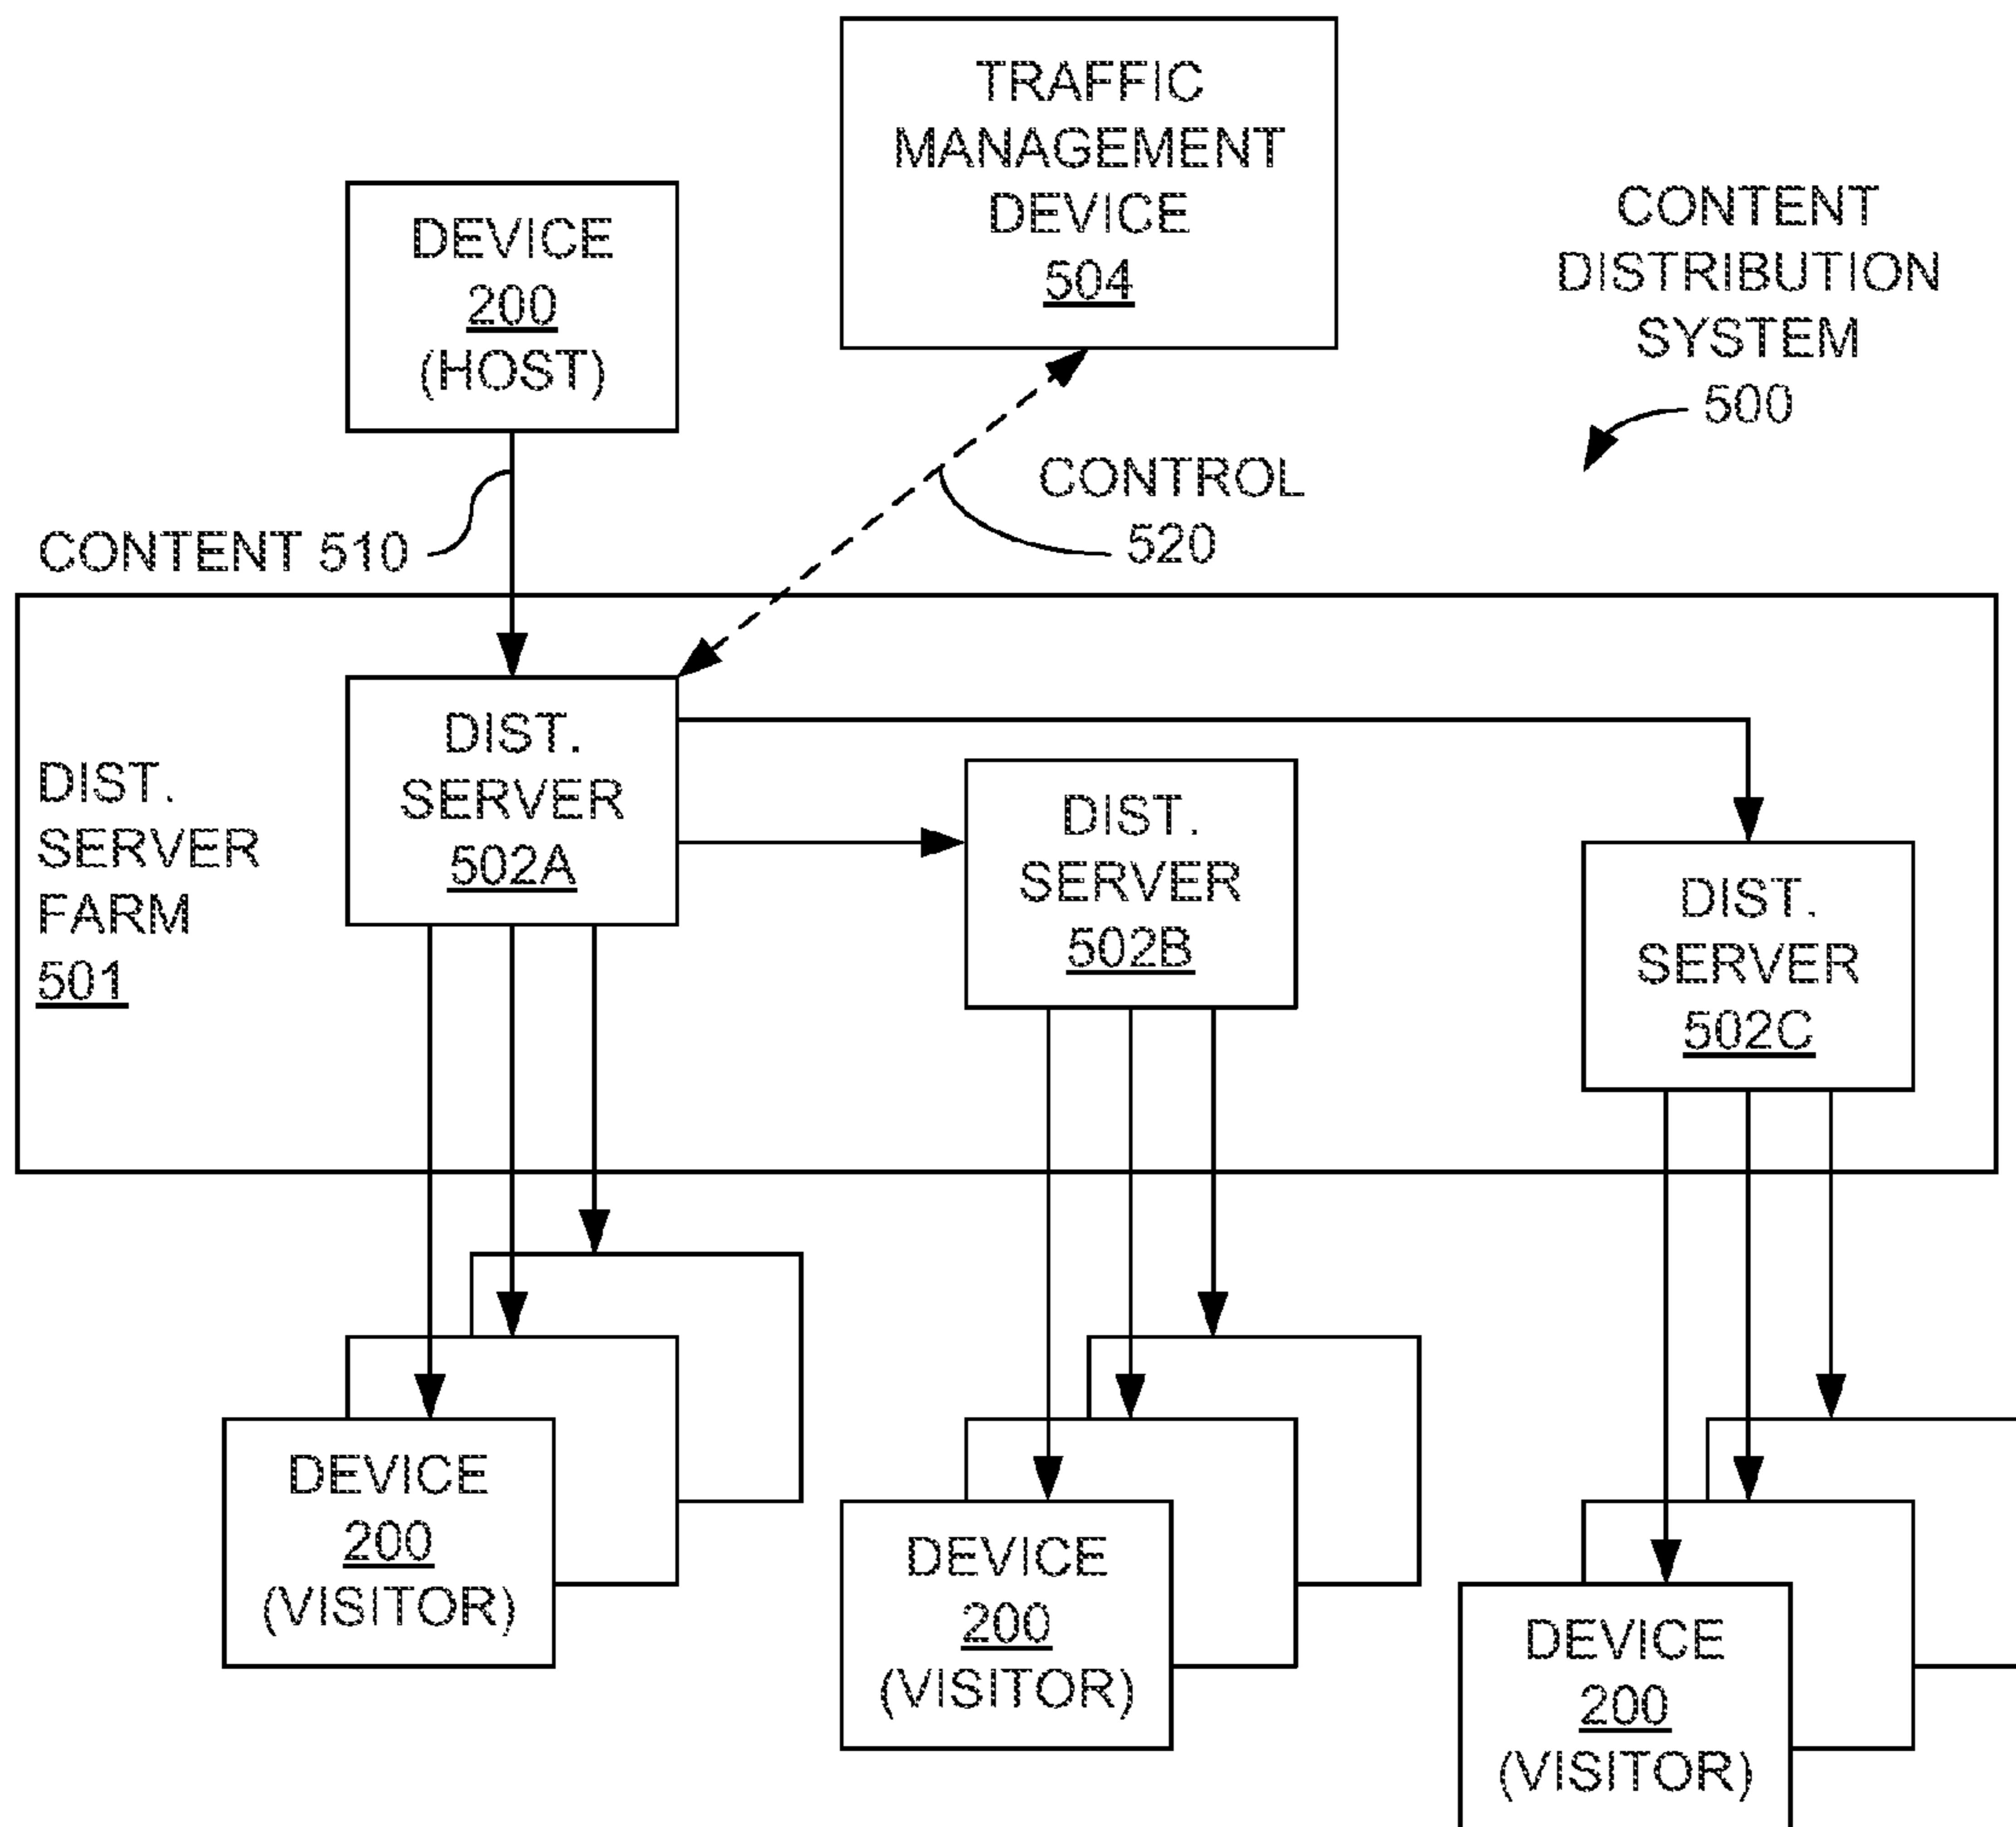 TRAFFIC
MANAGEMENT
DEVICE
504
DEVICE
200
(HOST)
CONTENT
DISTRIBUTION
SYSTEM
500
CONTROL
520
CONTENT 510
DIST.
SERVER
FARM
501
DIST.
SERVER
502A
DIST.
SERVER
502B
DIST.
SERVER
502C
DEVICE
200
(VISITOR)
DEVICE
200
(VISITOR)
DEVICE
200
(VISITOR)